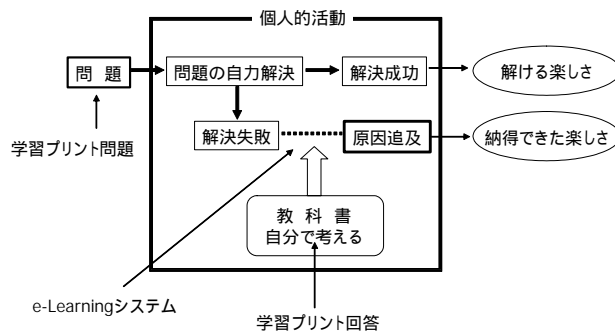 個人的活動
問 題
問題の自力解決
解決成功
解ける楽しさ
学習プリント問題
解決失敗
原因追及
納得できた楽しさ
教 科 書
自分で考える
e-Learningシステム
学習プリント回答